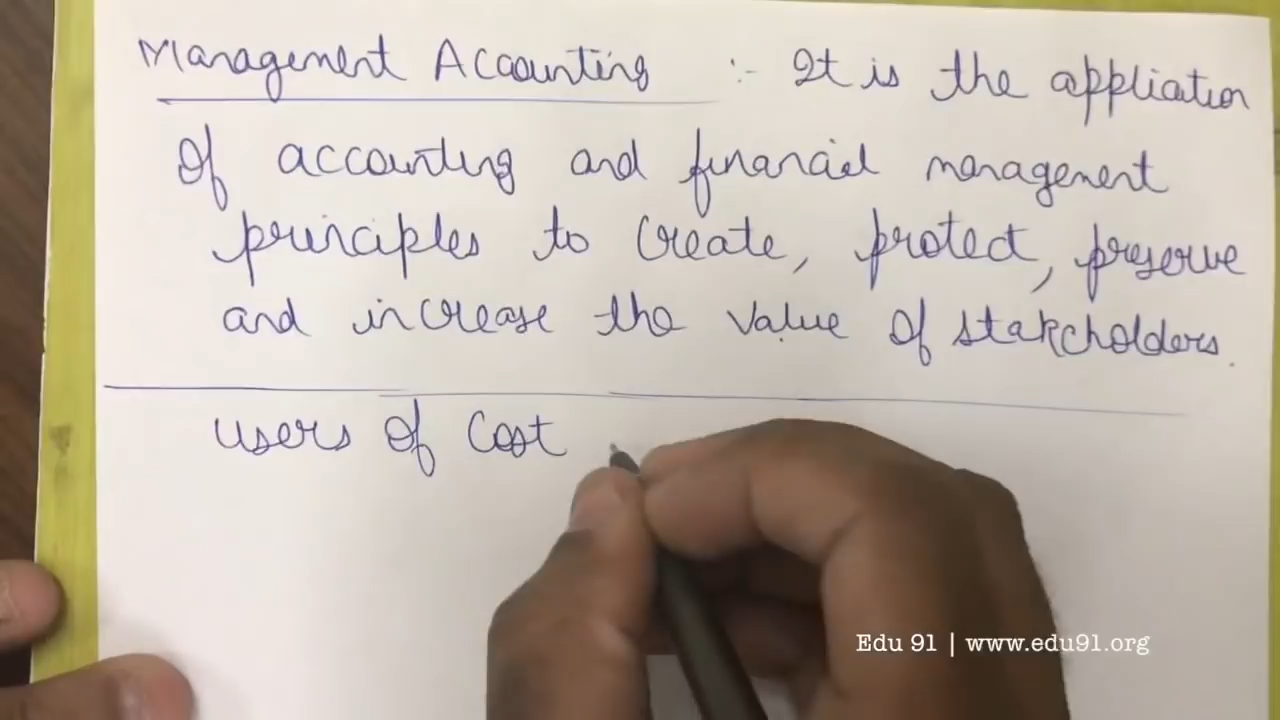 Management Accounting :- It is the application
of accounting and financial management
principles to create, protect, preserve
and increase the value of stakeholders.
users of Cost
Edu 91 | www.edu91.org